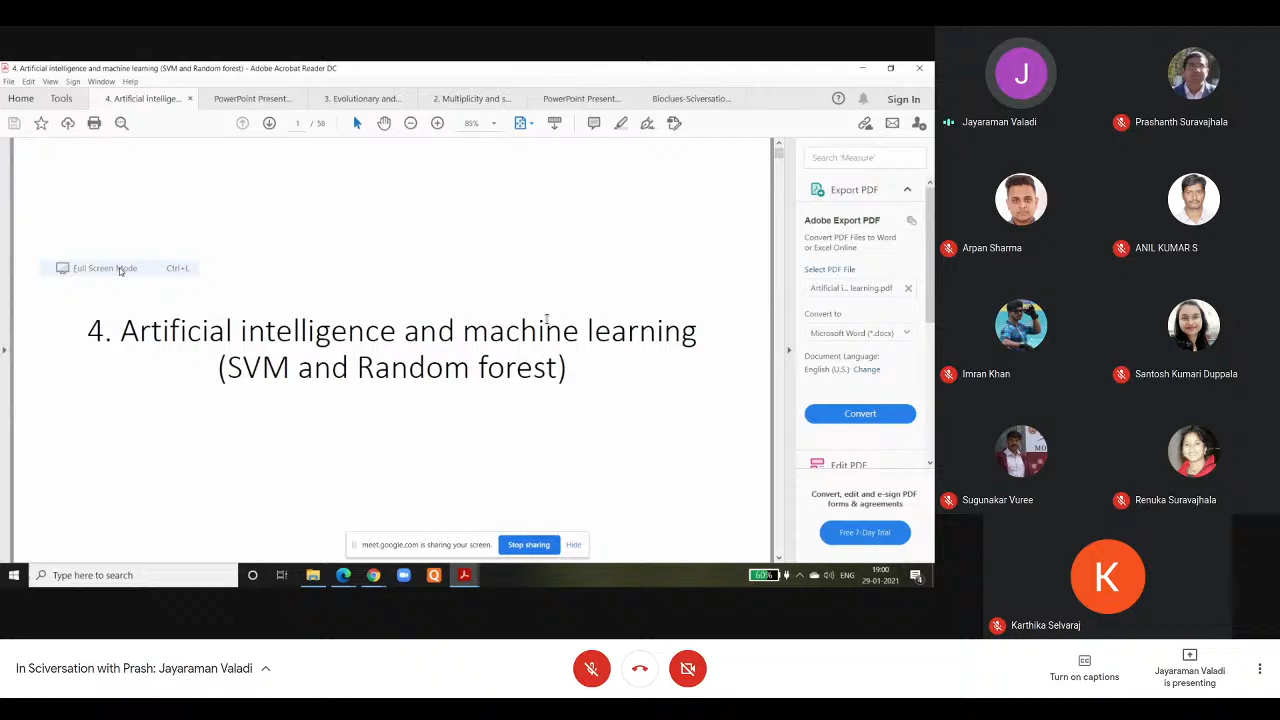 4. Artificial intelligence and machine learning (SVM and Random forest) - Adobe Acrobat Reader DC
File Edit View Sign Window Help
Home Tools 4. Artificial intellige... × PowerPoint Present... 3. Evolutionary and... 2. Multiplicity and s... PowerPoint Present... Bioclues-Sciversatio... Sign In
1 / 58 85%
Full Screen Mode Ctrl+L
4. Artificial intelligence and machine learning
(SVM and Random forest)
Search 'Measure'
Export PDF
Adobe Export PDF
Convert PDF Files to Word
or Excel Online
Select PDF File
Artificial i... learning.pdf
Convert to
Microsoft Word (*.docx)
Document Language:
English (U.S.) Change
Convert
Edit PDF
Convert, edit and e-sign PDF
forms & agreements
Free 7-Day Trial
meet.google.com is sharing your screen. Stop sharing Hide
Type here to search
60% ENG 19:00
29-01-2021
4
J
Jayaraman Valadi
Prashanth Suravajhala
Arpan Sharma
ANIL KUMAR S
Imran Khan
Santosh Kumari Duppala
MO
Sugunakar Vuree
Renuka Suravajhala
K
Karthika Selvaraj
In Sciversation with Prash: Jayaraman Valadi
Turn on captions
Jayaraman Valadi
is presenting